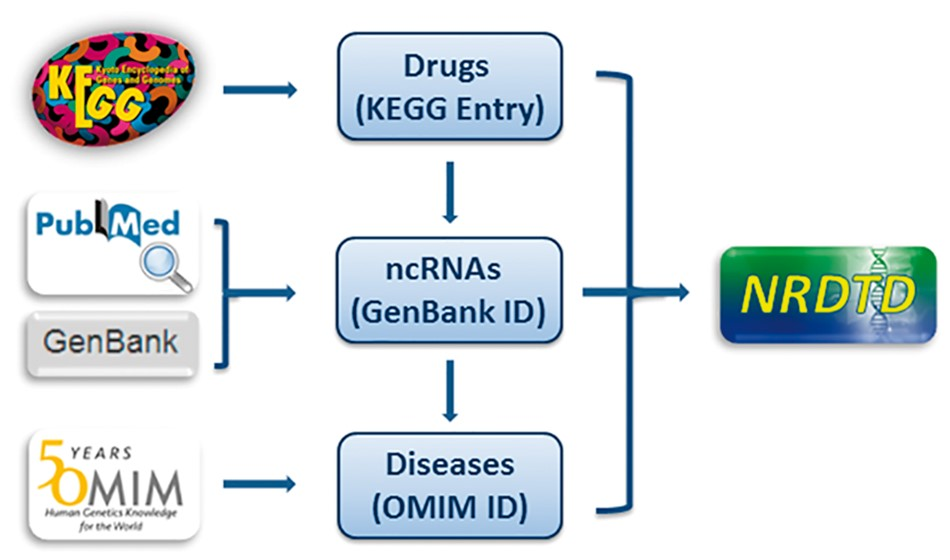 KEGG
Kyoto Encyclopedia of
Genes and Genomes
Drugs
(KEGG Entry)
PubMed
GenBank
ncRNAs
(GenBank ID)
NRDTD
50 YEARS
OMIM
Human Genetics Knowledge
for the World
Diseases
(OMIM ID)